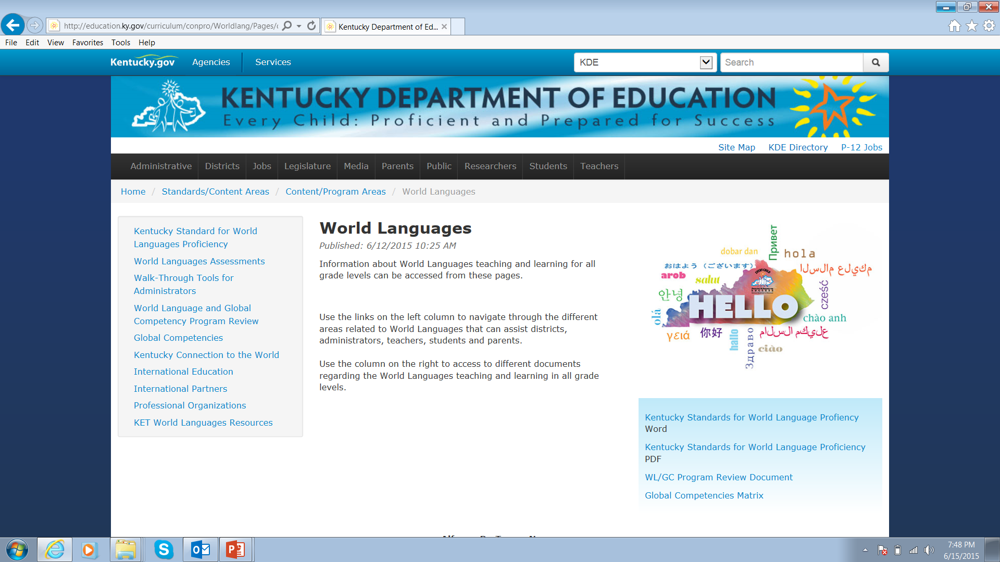 http://education.ky.gov/curriculum/conpro/Worldlang/Pages/
Kentucky Department of Ed...
File Edit View Favorites Tools Help
Kentucky.gov Agencies Services KDE Search
KENTUCKY DEPARTMENT OF EDUCATION
Every Child: Proficient and Prepared for Success
Site Map KDE Directory P-12 Jobs
Administrative Districts Jobs Legislature Media Parents Public Researchers Students Teachers
Home / Standards/Content Areas / Content/Program Areas / World Languages
Kentucky Standard for World
Languages Proficiency
World Languages Assessments
Walk-Through Tools for
Administrators
World Language and Global
Competency Program Review
Global Competencies
Kentucky Connection to the World
International Education
International Partners
Professional Organizations
KET World Languages Resources
World Languages
Published: 6/12/2015 10:25 AM
Information about World Languages teaching and learning for all
grade levels can be accessed from these pages.
Use the links on the left column to navigate through the different
areas related to World Languages that can assist districts,
administrators, teachers, students and parents.
Use the column on the right to access to different documents
regarding the World Languages teaching and learning in all grade
levels.
Привет
dobar dan
hola
おはよう（ございます）
arob
salut
ال س ل ا م ع ل ي ك م
EVERY CHILD
SUCCESS
안녕
HELLO
cześć
olá
chào anh
γειά
你好
hallo
Здраво
م ا ل س ل ا م ع ل ي ك م
ciào
Kentucky Standards for World Language Profiency
Word
Kentucky Standards for World Language Proficiency
PDF
WL/GC Program Review Document
Global Competencies Matrix
7:48 PM
6/15/2015